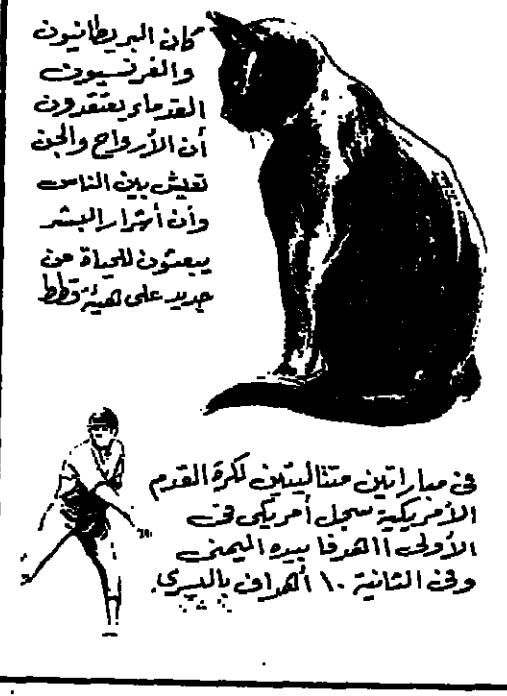 كان البريطانيون
والفرنسيون
القدماء يعتقدون
أن الأرواح والجن
تعيش بين الناس
وأن أشرار البشر
يبعثون للحياة من
جديد على هيئة قطط
في مباراتين متتاليتين لكرة القدم
الأمريكية سجل أمريكي في
الأولى ١١ هدفا بيده اليمنى
وفي الثانية ١٠ أهداف باليسرى.